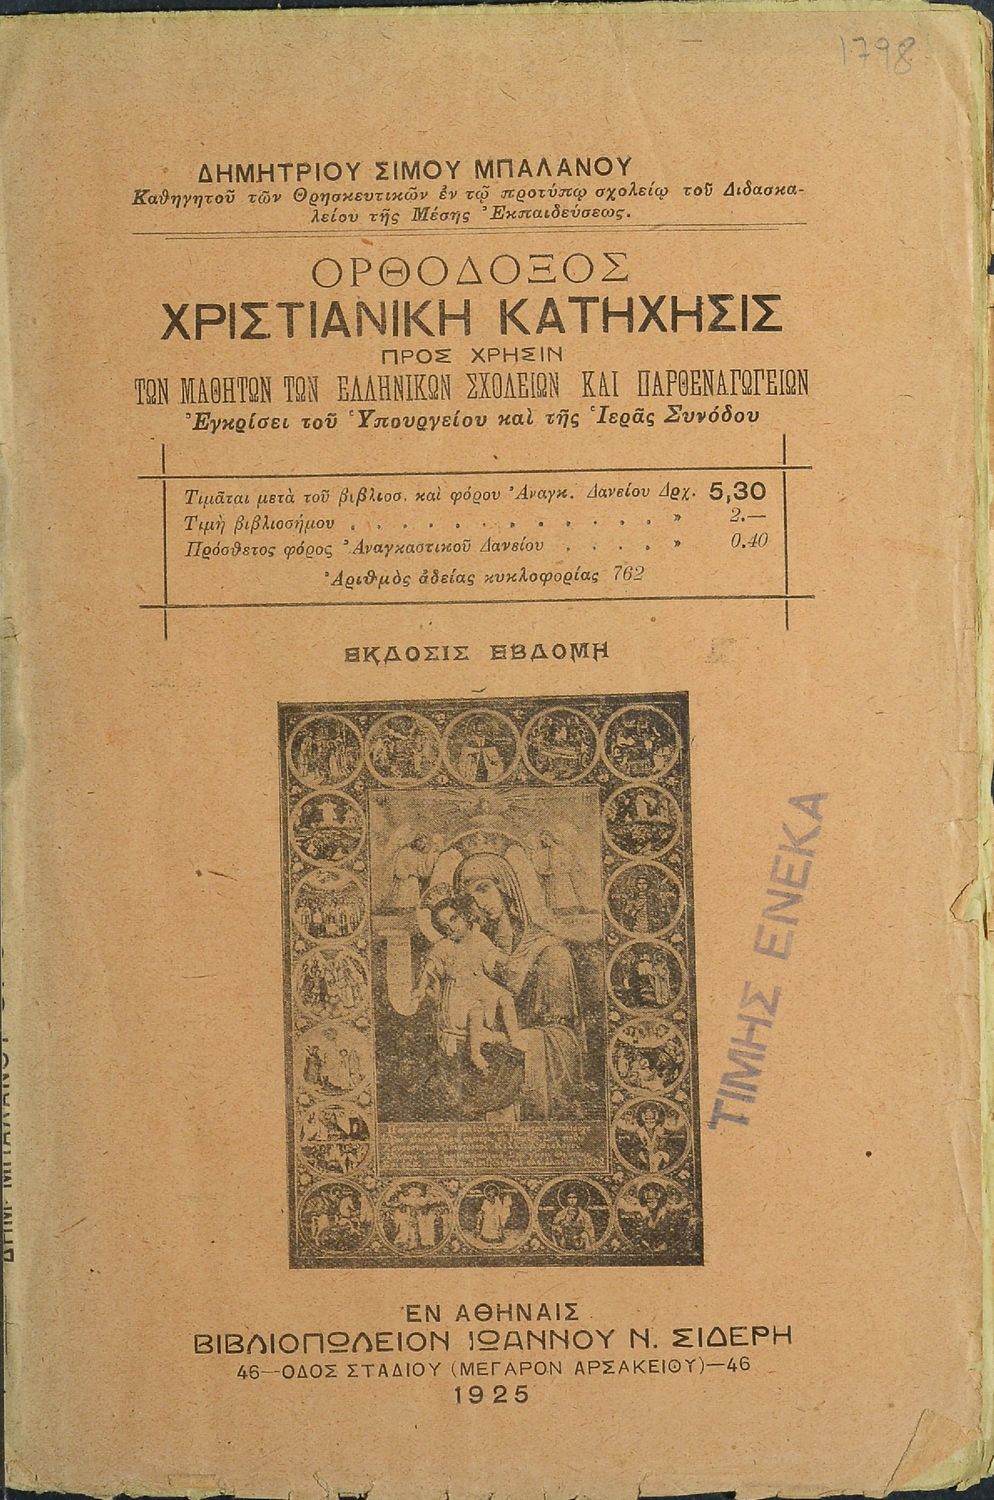 1798
ΔΗΜΗΤΡΙΟΥ ΣΙΜΟΥ ΜΠΑΛΑΝΟΥ
Καθηγητοῦ τῶν Θρησκευτικῶν ἐν τῷ προτύπῳ σχολείῳ τοῦ Διδασκα-
λείου τῆς Μέσης Ἐκπαιδεύσεως.
ΟΡΘΟΔΟΞΟΣ
ΧΡΙΣΤΙΑΝΙΚΗ ΚΑΤΗΧΗΣΙΣ
ΠΡΟΣ ΧΡΗΣΙΝ
ΤΩΝ ΜΑΘΗΤΩΝ ΤΩΝ ΕΛΛΗΝΙΚΩΝ ΣΧΟΛΕΙΩΝ ΚΑΙ ΠΑΡΘΕΝΑΓΩΓΕΙΩΝ
Ἐγκρίσει τοῦ Ὑπουργείου καὶ τῆς Ἱερᾶς Συνόδου
Τιμᾶται μετὰ τοῦ βιβλιοσ. καὶ φόρου Ἀναγκ. Δανείου Δρχ. 5,30
Τιμὴ βιβλιοσήμου . . . . . . . . . . . . . » 2.—
Πρόσθετος φόρος Ἀναγκαστικοῦ Δανείου . . . . » 0.40
Ἀριθμὸς ἀδείας κυκλοφορίας 762
ΕΚΔΟΣΙΣ ΕΒΔΟΜΗ
ΤΙΜΗΣ ΕΝΕΚΑ
ἘΝ ΑΘΗΝΑΙΣ
ΒΙΒΛΙΟΠΩΛΕΙΟΝ ΙΩΑΝΝΟΥ Ν. ΣΙΔΕΡΗ
46—ΟΔΟΣ ΣΤΑΔΙΟΥ (ΜΕΓΑΡΟΝ ΑΡΣΑΚΕΙΟΥ)—46
1925